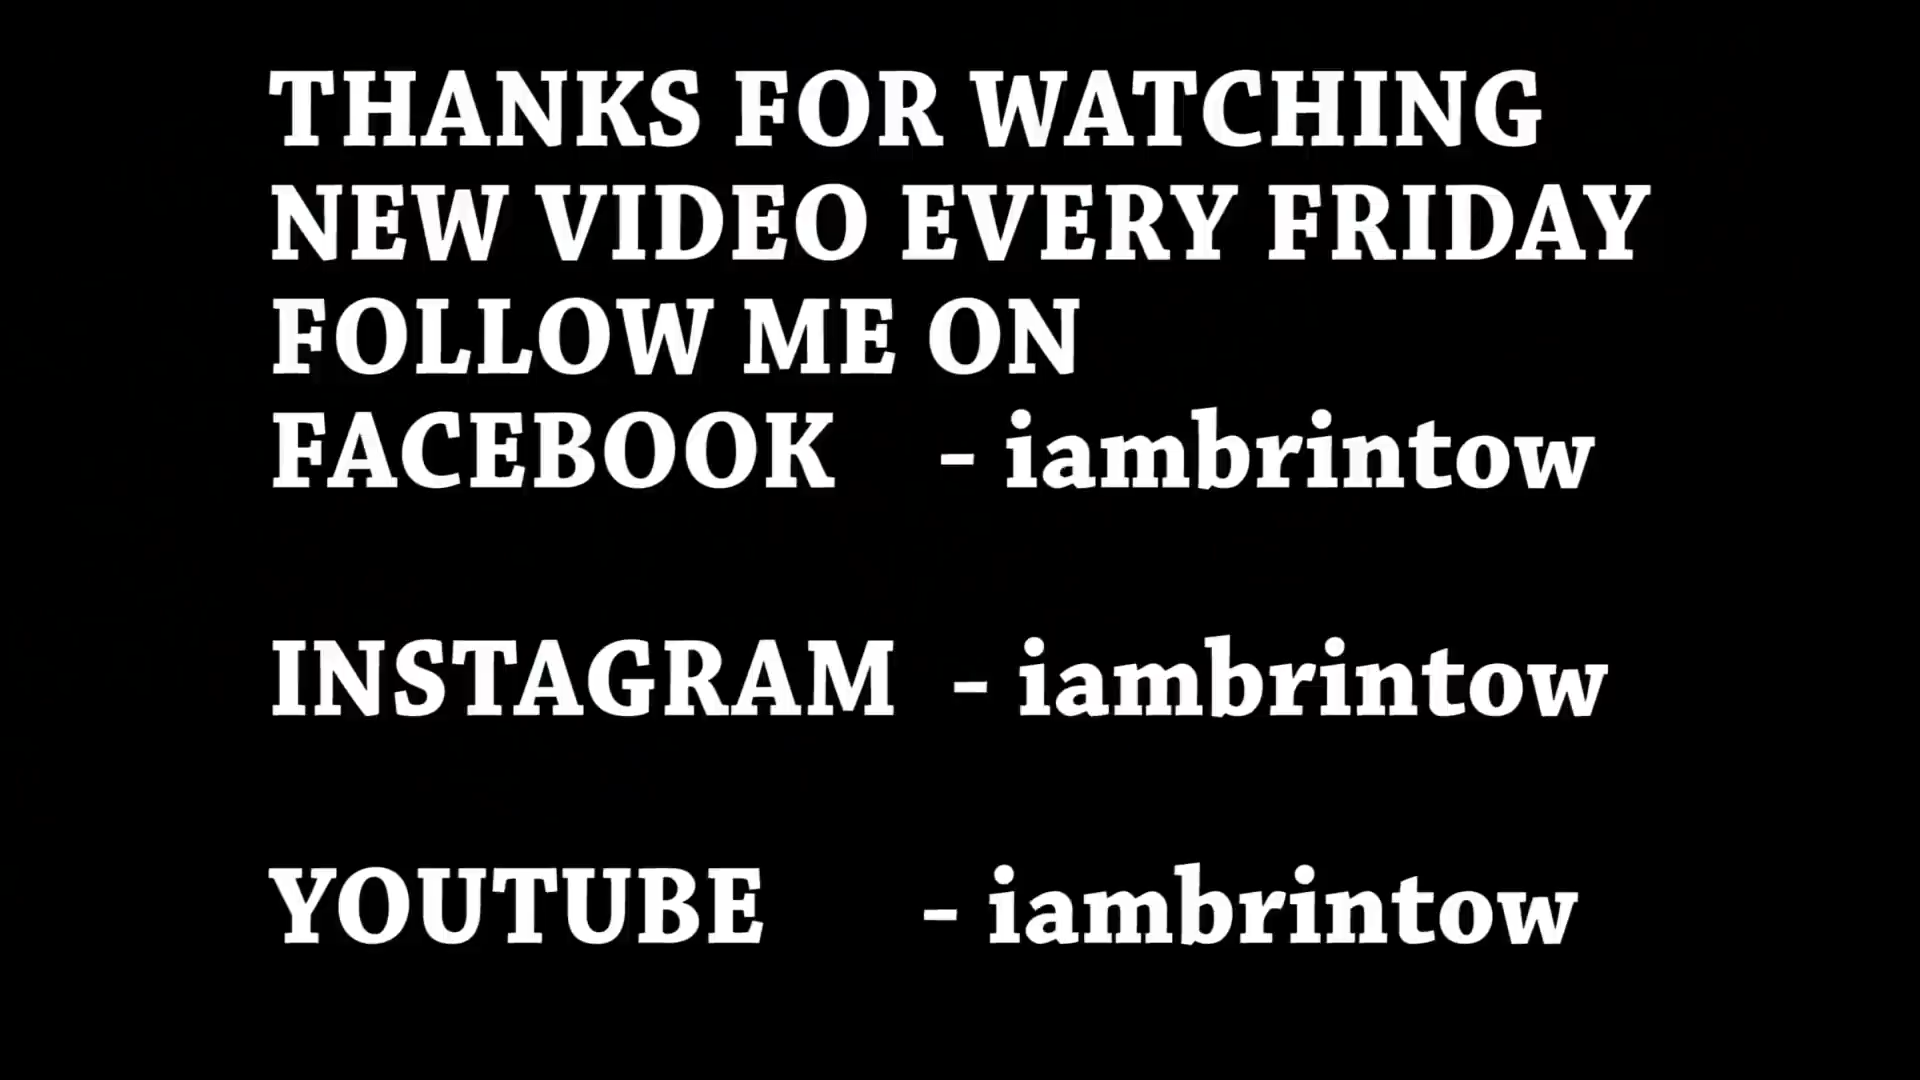 THANKS FOR WATCHING
NEW VIDEO EVERY FRIDAY
FOLLOW ME ON
FACEBOOK - iambrintow
INSTAGRAM - iambrintow
YOUTUBE - iambrintow